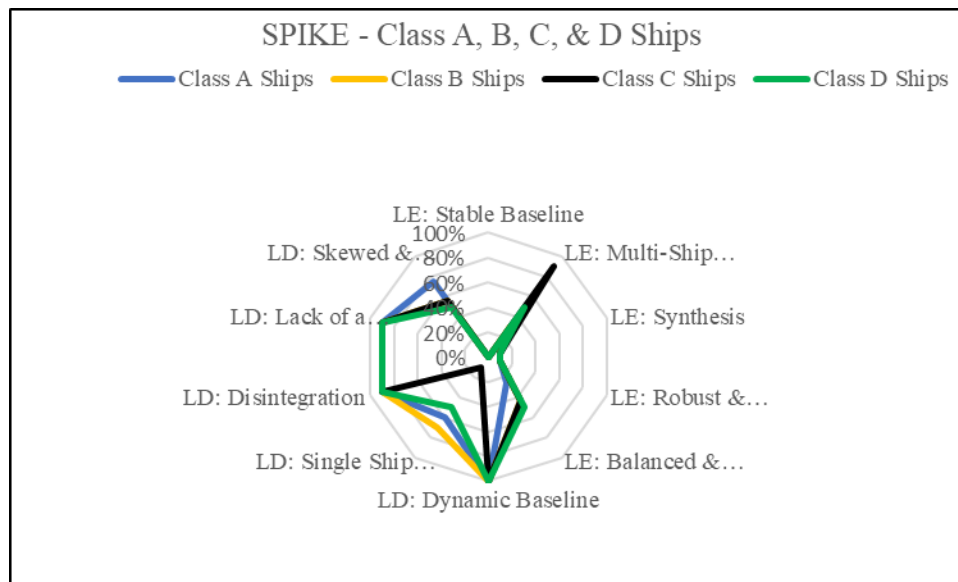 SPIKE - Class A, B, C, & D Ships
Class A Ships Class B Ships Class C Ships Class D Ships
LE: Stable Baseline
100%
LD: Skewed &... 80% LE: Multi-Ship...
60%
40%
LD: Lack of a... 20% LE: Synthesis
0%
LD: Disintegration LE: Robust &...
LD: Single Ship... LE: Balanced &...
LD: Dynamic Baseline